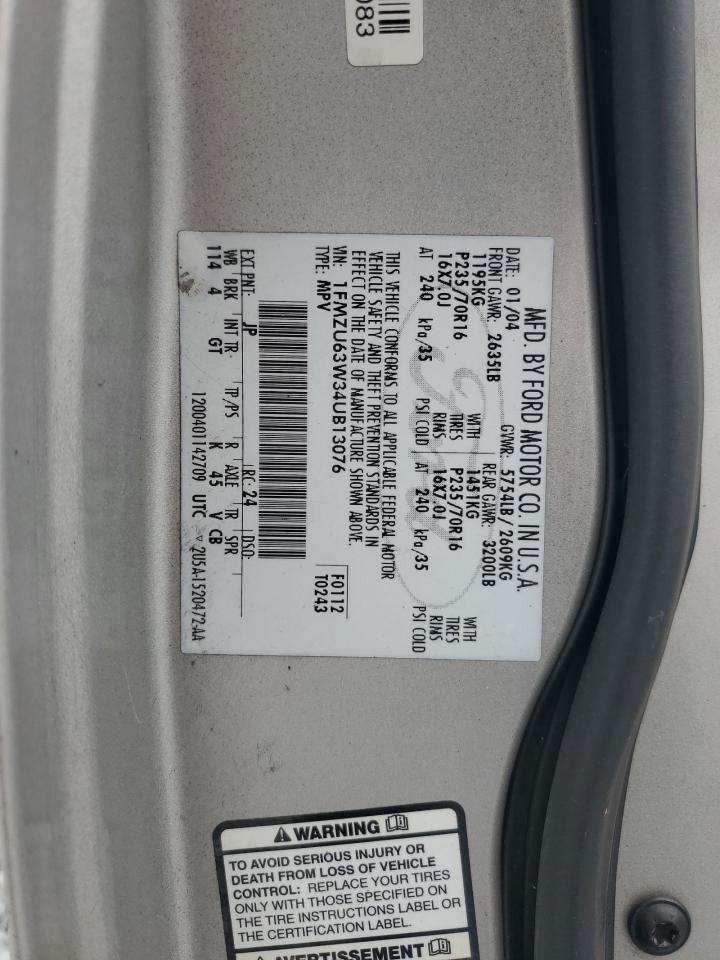 083
MFD. BY FORD MOTOR CO. IN U.S.A.
DATE: 01/04 GVWR: 5754LB / 2609KG
FRONT GAWR: 2635LB REAR GAWR: 3200LB
1195KG WITH 1451KG WITH
P235/70R16 TIRES P235/70R16 TIRES
16X7.0J RIMS 16X7.0J RIMS
AT 240 kPa/35 PSI COLD AT 240 kPa/35 PSI COLD
THIS VEHICLE CONFORMS TO ALL APPLICABLE FEDERAL MOTOR
VEHICLE SAFETY AND THEFT PREVENTION STANDARDS IN
EFFECT ON THE DATE OF MANUFACTURE SHOWN ABOVE.
VIN: 1FMZU63W34UB13076 F0112
TYPE: MPV T0243
EXT PNT: JP RC: 24 DSO:
WB BRK INT TR TP/PS R AXLE TR SPR
114 4 GT K 45 V CB
1200401142709 UTC ▽ 2U5A-1520472-AA
⚠ WARNING
TO AVOID SERIOUS INJURY OR
DEATH FROM LOSS OF VEHICLE
CONTROL: REPLACE YOUR TIRES
ONLY WITH THOSE SPECIFIED ON
THE TIRE INSTRUCTIONS LABEL OR
THE CERTIFICATION LABEL.
⚠ AVERTISSEMENT